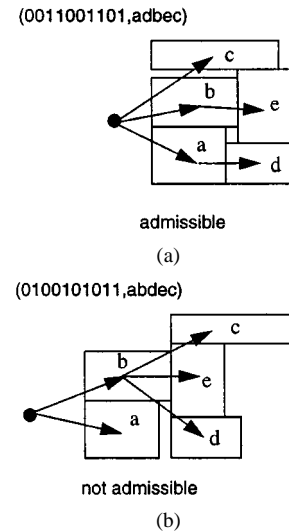 (0011001101,adbec)
c
b
e
a
d
admissible
(a)
(0100101011,abdec)
c
b
e
a
d
not admissible
(b)